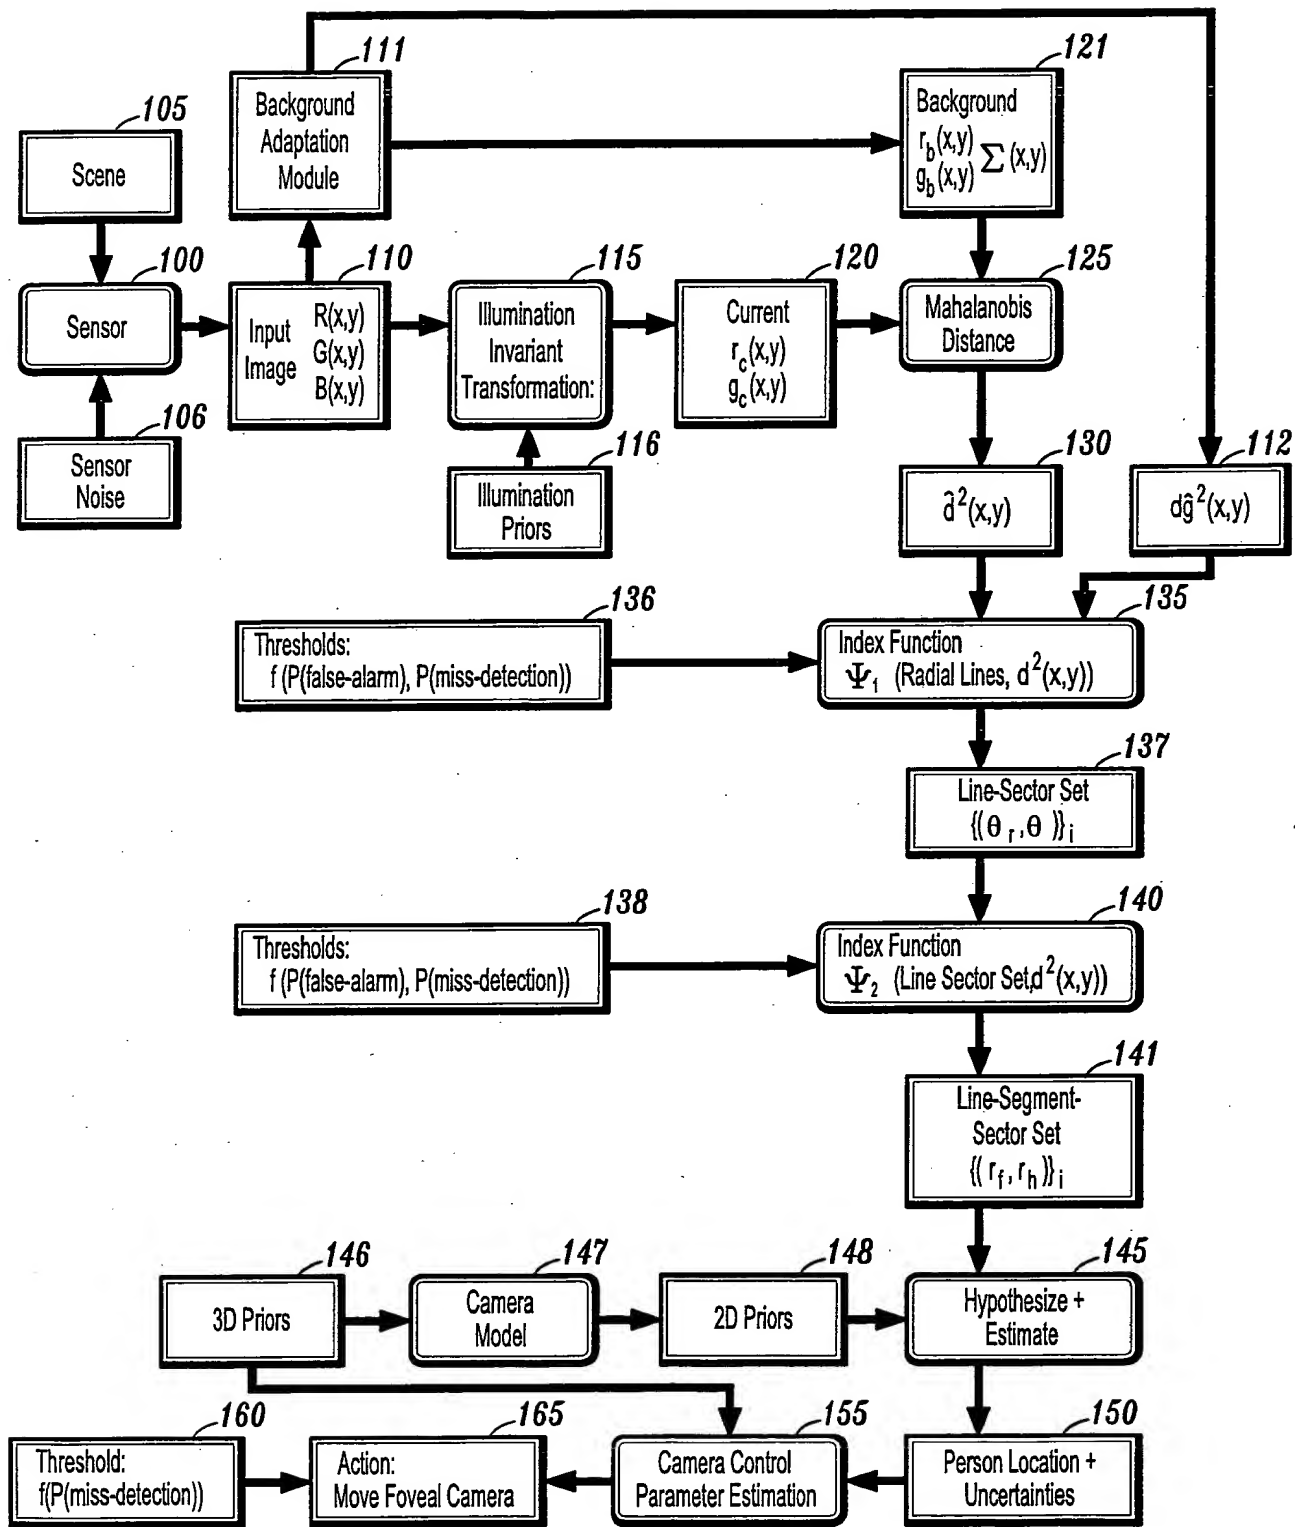 111
Background
Adaptation
Module
121
Background
r_b(x,y)
g_b(x,y) Σ (x,y)
105
Scene
100
Sensor
110
Input
Image
R(x,y)
G(x,y)
B(x,y)
115
Illumination
Invariant
Transformation:
120
Current
r_c(x,y)
g_c(x,y)
125
Mahalanobis
Distance
106
Sensor
Noise
116
Illumination
Priors
130
d̂²(x,y)
112
dĝ²(x,y)
136
Thresholds:
f (P(false-alarm), P(miss-detection))
135
Index Function
Ψ₁ (Radial Lines, d²(x,y))
137
Line-Sector Set
{(θ_r,θ )}_i
138
Thresholds:
f (P(false-alarm), P(miss-detection))
140
Index Function
Ψ₂ (Line Sector Set,d²(x,y))
141
Line-Segment-
Sector Set
{(r_f,r_h)}_i
146
3D Priors
147
Camera
Model
148
2D Priors
145
Hypothesize +
Estimate
160
Threshold:
f(P(miss-detection))
165
Action:
Move Foveal Camera
155
Camera Control
Parameter Estimation
150
Person Location +
Uncertainties